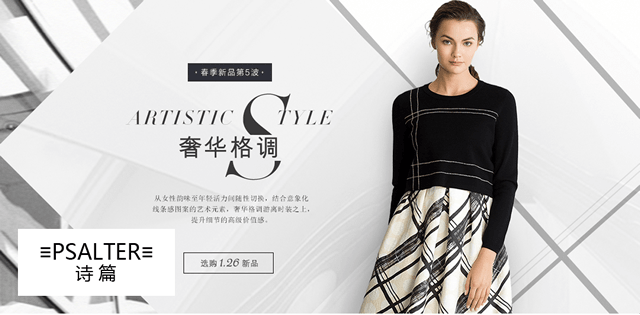 ·春季新品第5波·
ARTISTIC STYLE
奢华格调
从女性韵味至年轻活力间随性切换，结合意象化
线条感图案的艺术元素，奢华格调游离时装之上，
提升细节的高级价值感。
选购 1.26 新品
≡PSALTER≡
诗篇